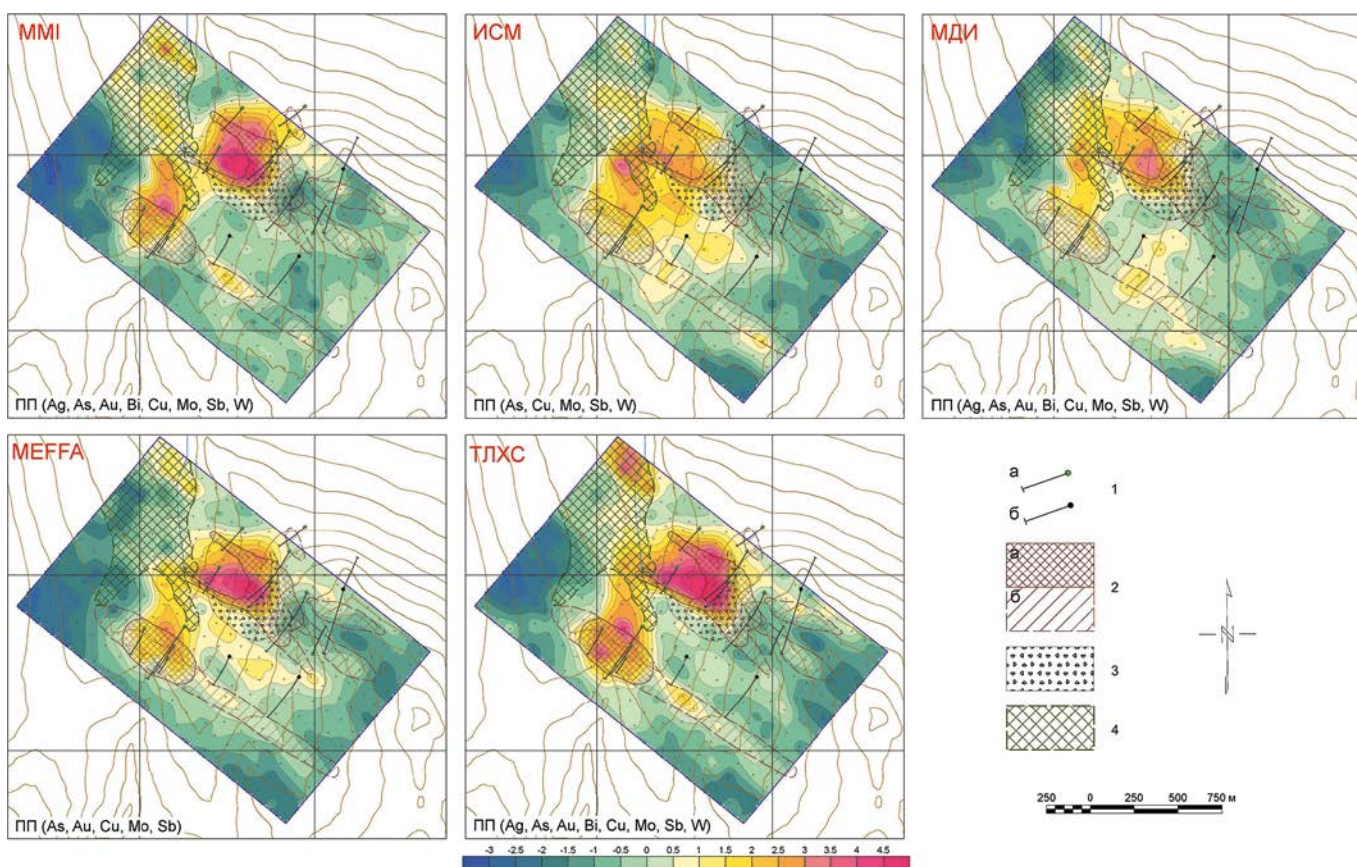 MMI
ПП (Ag, As, Au, Bi, Cu, Mo, Sb, W)
ИСМ
ПП (As, Cu, Mo, Sb, W)
МДИ
ПП (Ag, As, Au, Bi, Cu, Mo, Sb, W)
MEFFA
ПП (As, Au, Cu, Mo, Sb)
ТЛХС
ПП (Ag, As, Au, Bi, Cu, Mo, Sb, W)
а
б
1
а
б
2
3
4
250 0 250 500 750 м
-3 -2.5 -2 -1.5 -1 -0.5 0 0.5 1 1.5 2 2.5 3 3.5 4 4.5